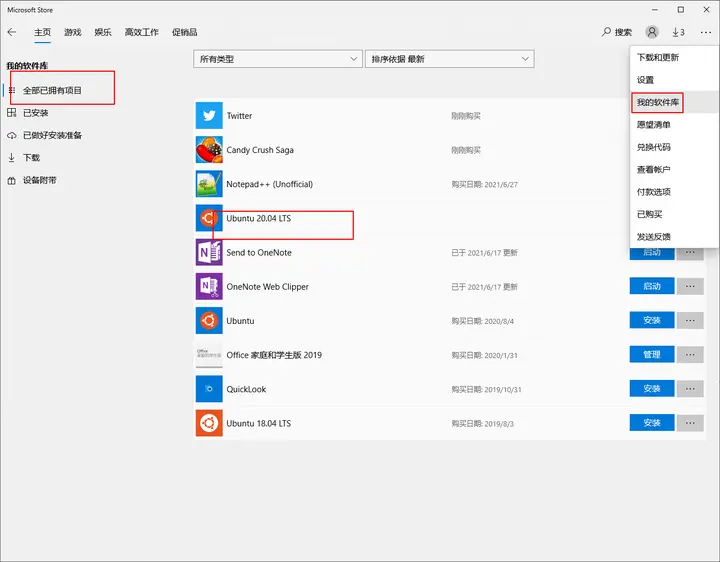 Microsoft Store
主页 游戏 娱乐 高效工作 促销品 搜索 3
我的软件库
全部已拥有项目
已安装
已做好安装准备
下载
设备附带
所有类型 排序依据 最新
Twitter 刚刚购买
Candy Crush Saga 刚刚购买
Notepad++ (Unofficial) 购买日期: 2021/6/27
Ubuntu 20.04 LTS
Send to OneNote 已于 2021/6/17 更新 启动
OneNote Web Clipper 已于 2021/6/17 更新 启动
Ubuntu 购买日期: 2020/8/4 安装
Office 家庭和学生版 2019 购买日期: 2020/1/31 管理
QuickLook 购买日期: 2019/10/31 安装
Ubuntu 18.04 LTS 购买日期: 2019/8/3 安装
下载和更新
设置
我的软件库
愿望清单
兑换代码
查看帐户
付款选项
已购买
发送反馈
Office
家庭和学生版